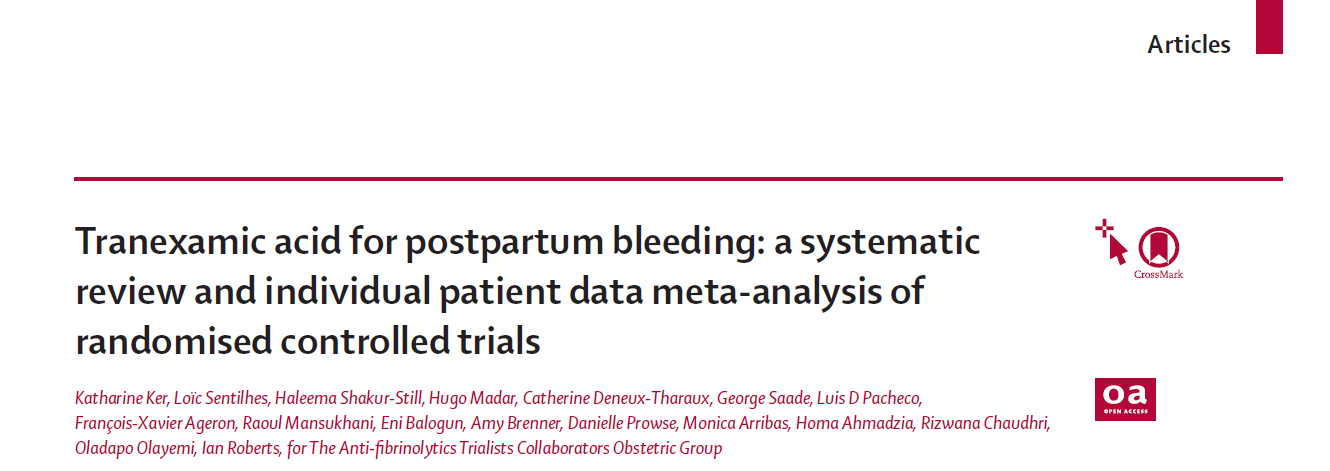 Articles
Tranexamic acid for postpartum bleeding: a systematic
review and individual patient data meta-analysis of
randomised controlled trials
CrossMark
Katharine Ker, Loïc Sentilhes, Haleema Shakur-Still, Hugo Madar, Catherine Deneux-Tharaux, George Saade, Luis D Pacheco,
François-Xavier Ageron, Raoul Mansukhani, Eni Balogun, Amy Brenner, Danielle Prowse, Monica Arribas, Homa Ahmadzia, Rizwana Chaudhri,
Oladapo Olayemi, Ian Roberts, for The Anti-fibrinolytics Trialists Collaborators Obstetric Group
oa
OPEN ACCESS